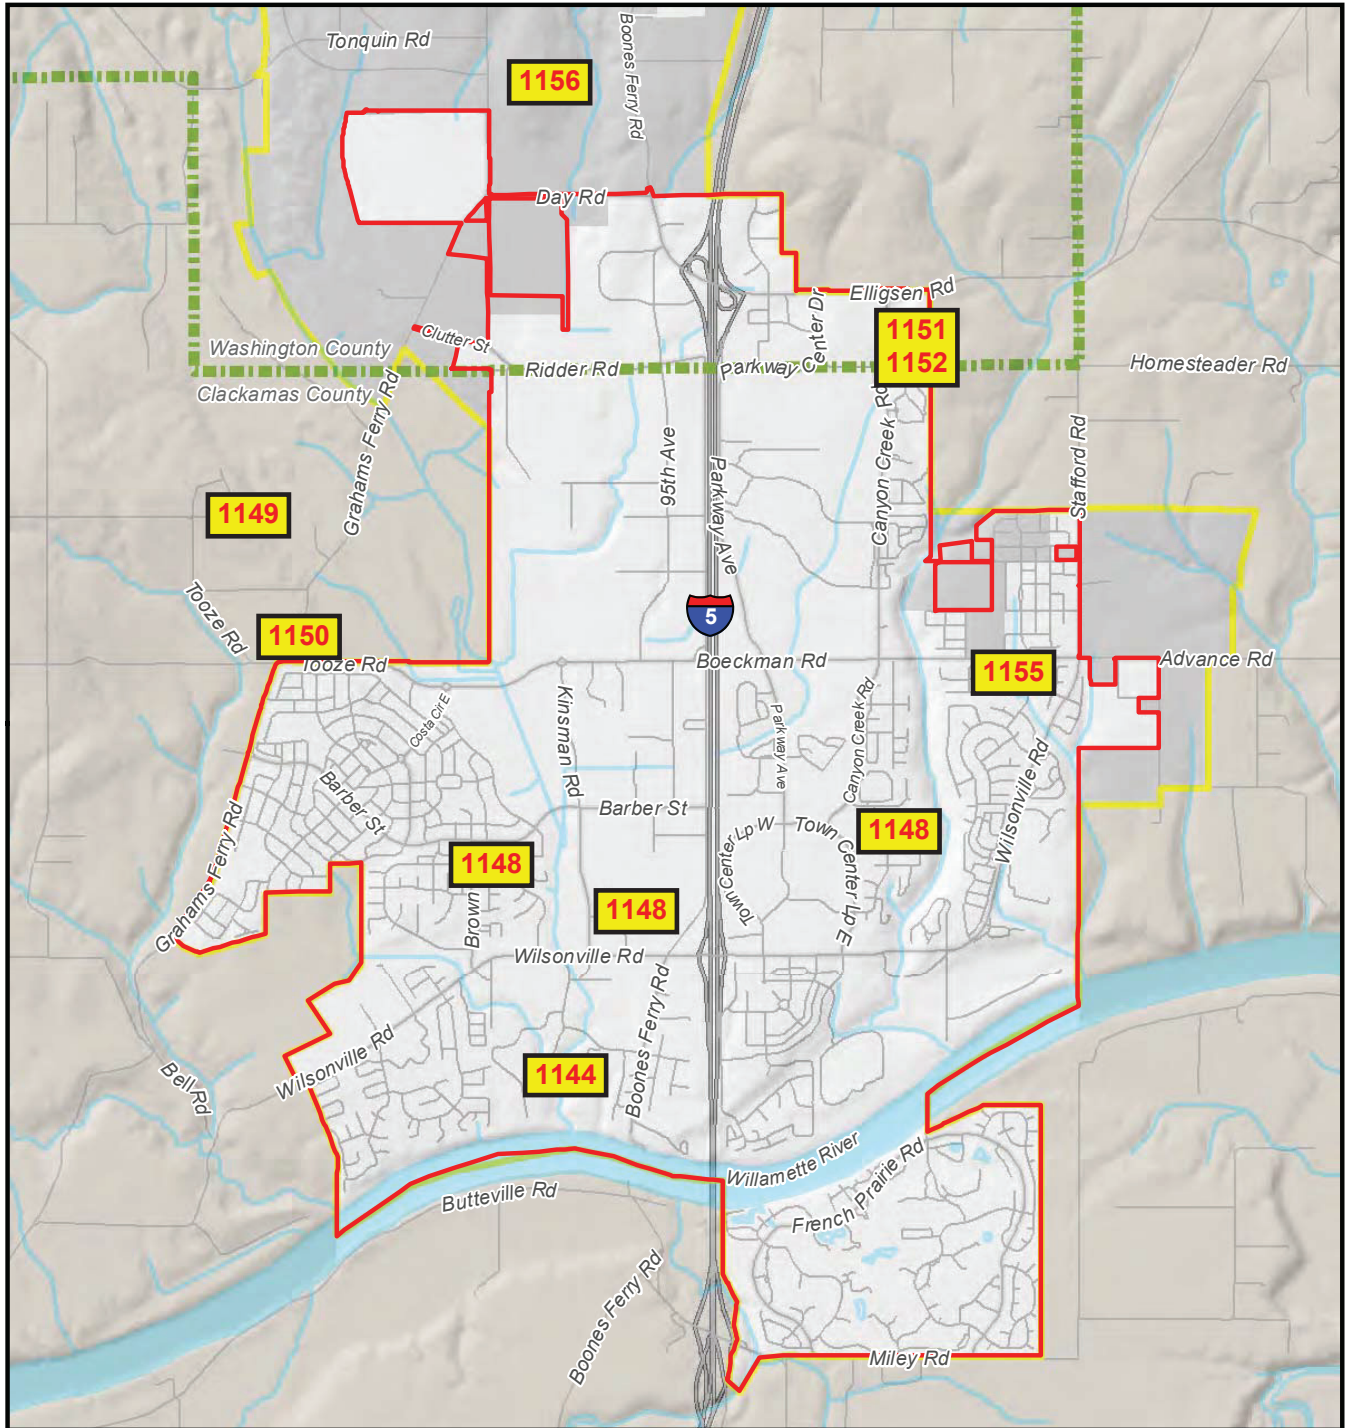 Tonquin Rd
Boones Ferry Rd
1156
Day Rd
Elligsen Rd
Parkway Center Dr
1151
1152
Clutter St
Washington County
Clackamas County
Ridder Rd
Homesteader Rd
Grahams Ferry Rd
95th Ave
Parkway Ave
Canyon Creek Rd
Stafford Rd
1149
Tooze Rd
1150
Tooze Rd
5
Boeckman Rd
1155
Advance Rd
Costa Cir E
Kinsman Rd
Parkway Ave
Canyon Creek Rd
Wilsonville Rd
Barber St
Barber St
Town Center Lp W
Town Center Lp E
1148
1148
1148
Grahams Ferry Rd
Brown
Wilsonville Rd
Boones Ferry Rd
Wilsonville Rd
Bell Rd
1144
Willamette River
French Prairie Rd
Butteville Rd
Boones Ferry Rd
Miley Rd